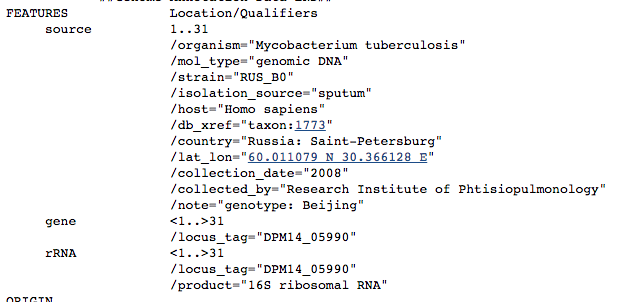 FEATURES             Location/Qualifiers
     source          1..31
                     /organism="Mycobacterium tuberculosis"
                     /mol_type="genomic DNA"
                     /strain="RUS_B0"
                     /isolation_source="sputum"
                     /host="Homo sapiens"
                     /db_xref="taxon:1773"
                     /country="Russia: Saint-Petersburg"
                     /lat_lon="60.011079 N 30.366128 E"
                     /collection_date="2008"
                     /collected_by="Research Institute of Phtisiopulmonology"
                     /note="genotype: Beijing"
     gene            <1..>31
                     /locus_tag="DPM14_05990"
     rRNA            <1..>31
                     /locus_tag="DPM14_05990"
                     /product="16S ribosomal RNA"
ORIGIN